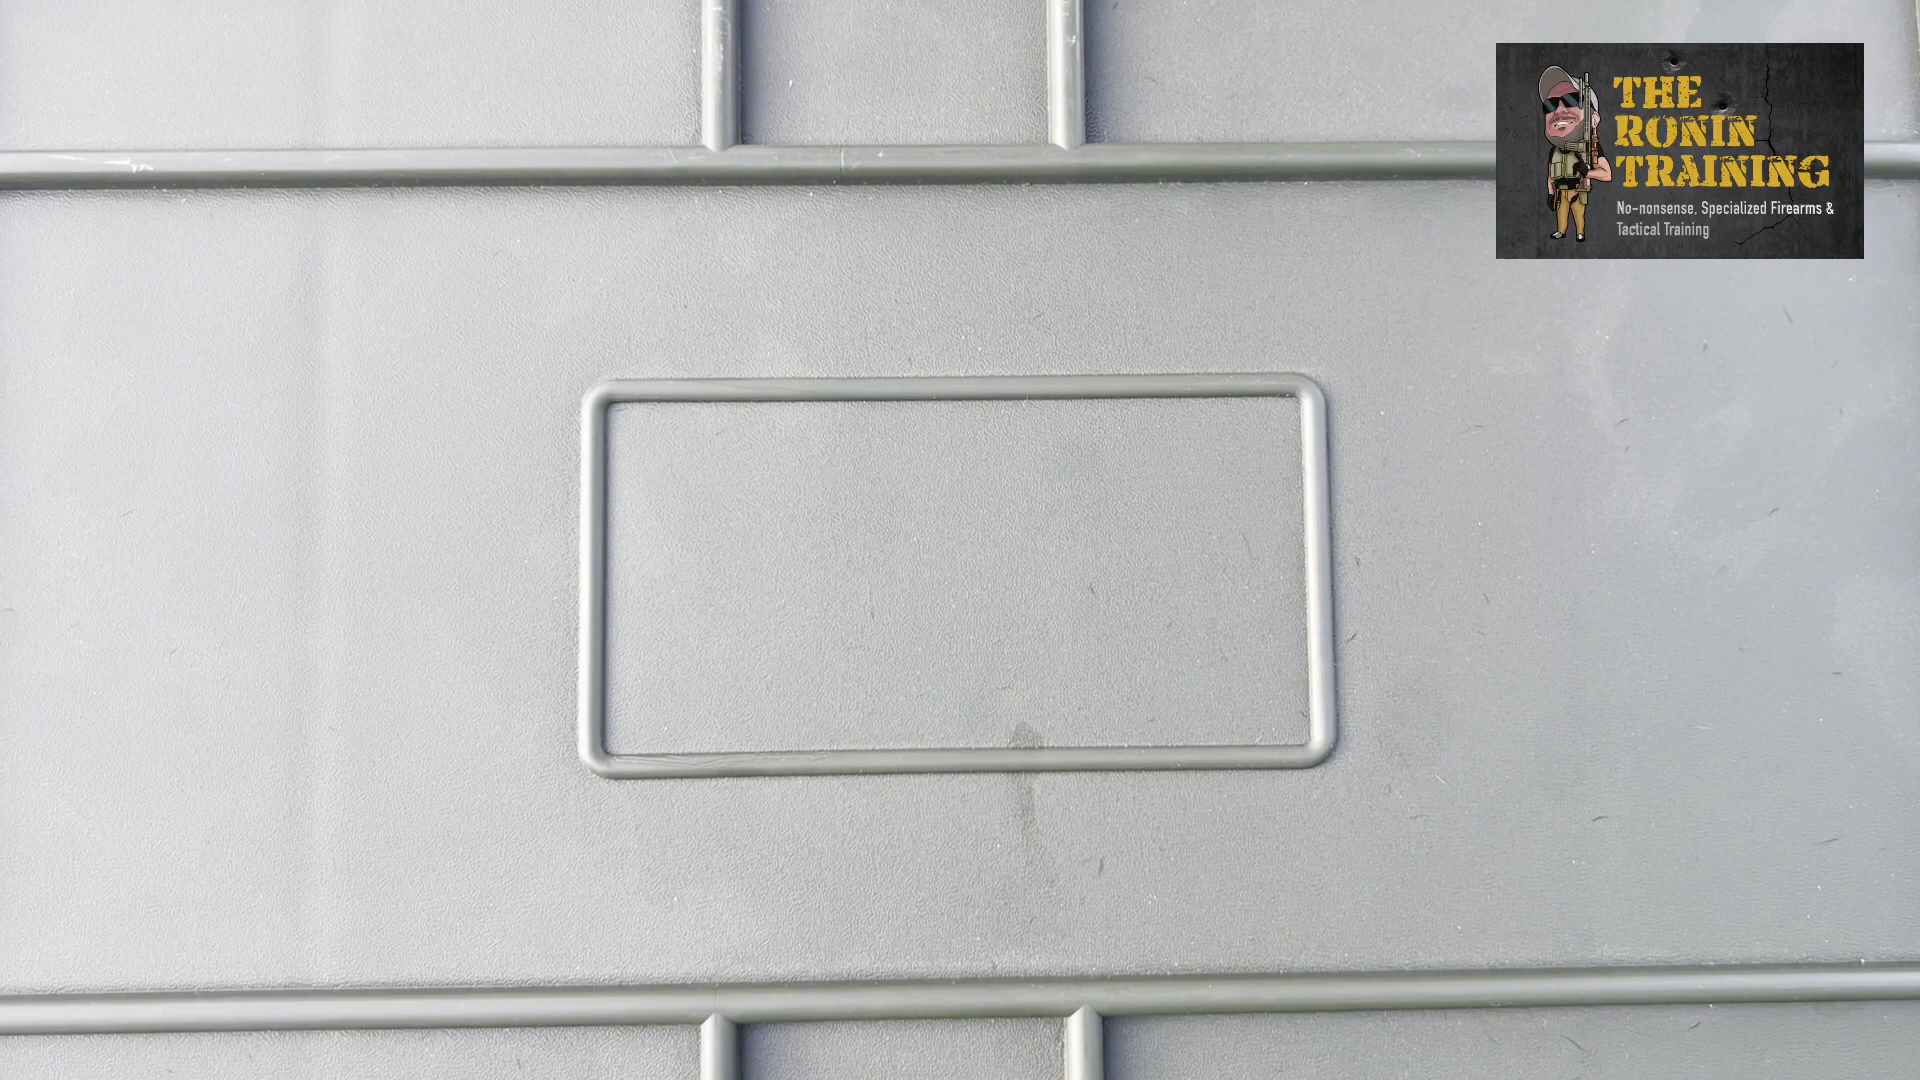 THE
RONIN
TRAINING
No-nonsense, Specialized Firearms &
Tactical Training